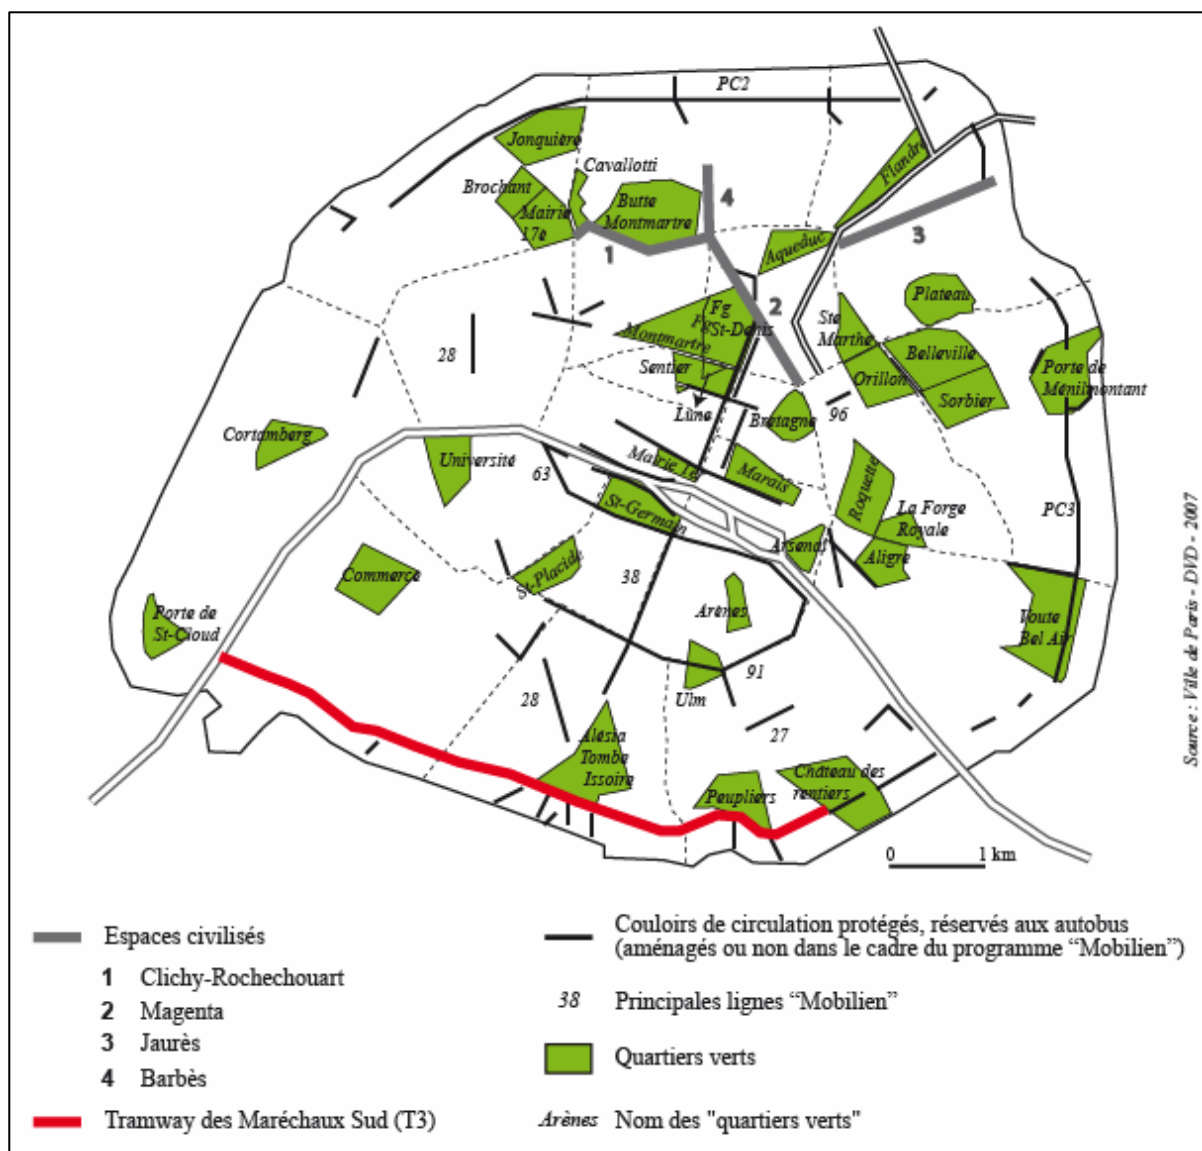 PC2
Jonquière
Cavallotti
Flandre
Brochant
Butte
Montmartre
4
Mairie
17e
3
1
Aqueduc
Plateau
Fg
Fg St-Denis
2
Ste
Marthe
Montmartre
28
Belleville
Sentier
Orillon
Porte de
Ménilmontant
Sorbier
Lune
Bretagne
96
Cortamberg
Université
63
Mairie 1e
Marais
Roquette
St-Germain
La Forge
Royale
PC3
Arsenal
Aligre
St-Placide
38
Commerce
Arènes
Porte de
St-Cloud
Voute
Bel Air
91
28
Ulm
27
Alésia
Tombe
Issoire
Château des
rentiers
Peupliers
0 1 km
Source : Ville de Paris - DVD - 2007
Espaces civilisés
1 Clichy-Rochechouart
2 Magenta
3 Jaurès
4 Barbès
Tramway des Maréchaux Sud (T3)
Couloirs de circulation protégés, réservés aux autobus
(aménagés ou non dans le cadre du programme “Mobilien”)
38 Principales lignes “Mobilien”
Quartiers verts
Arènes Nom des "quartiers verts"